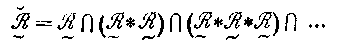 ℛ̆ = ℛ ∩ (ℛ*ℛ) ∩ (ℛ*ℛ*ℛ) ∩ ...